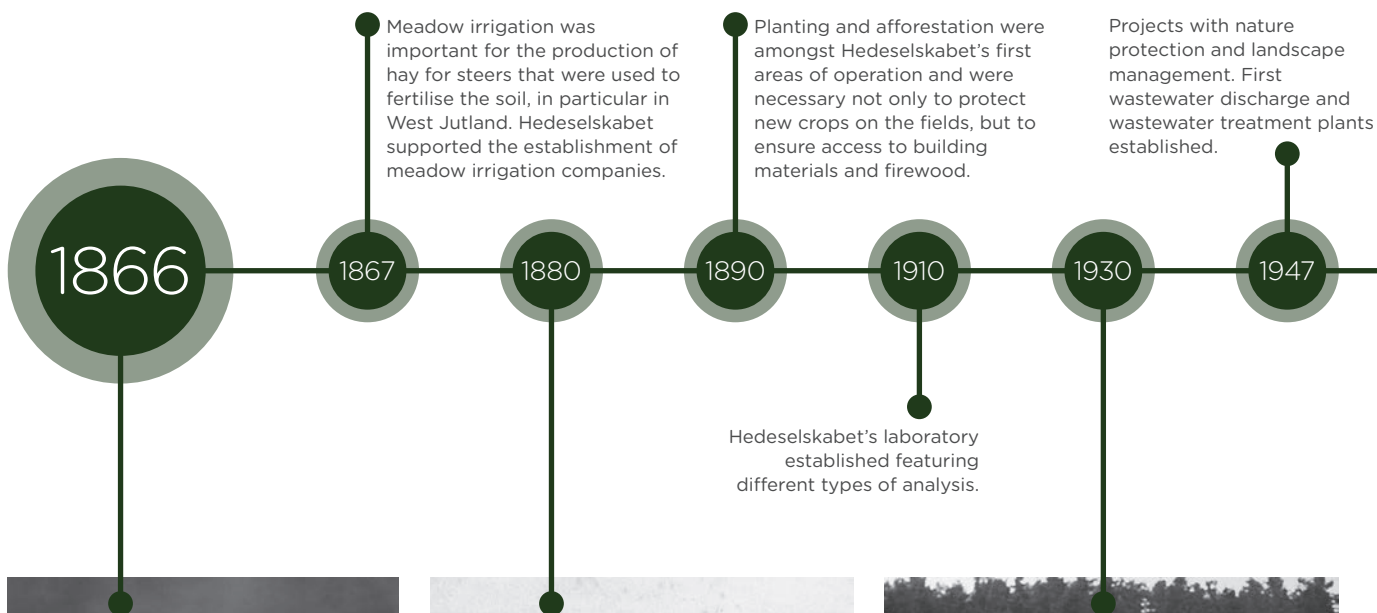 Meadow irrigation was
important for the production of
hay for steers that were used to
fertilise the soil, in particular in
West Jutland. Hedeselskabet
supported the establishment of
meadow irrigation companies.
Planting and afforestation were
amongst Hedeselskabet’s first
areas of operation and were
necessary not only to protect
new crops on the fields, but to
ensure access to building
materials and firewood.
Projects with nature
protection and landscape
management. First
wastewater discharge and
wastewater treatment plants
established.
1866
1867
1880
1890
1910
1930
1947
Hedeselskabet’s laboratory
established featuring
different types of analysis.